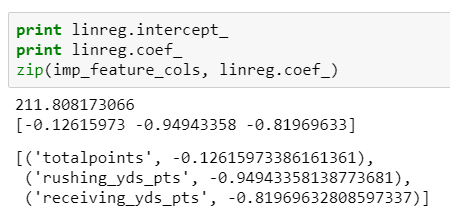 print linreg.intercept_
print linreg.coef_
zip(imp_feature_cols, linreg.coef_)
211.808173066
[-0.12615973 -0.94943358 -0.81969633]
[('totalpoints', -0.12615973386161361),
('rushing_yds_pts', -0.94943358138773681),
('receiving_yds_pts', -0.81969632808597337)]